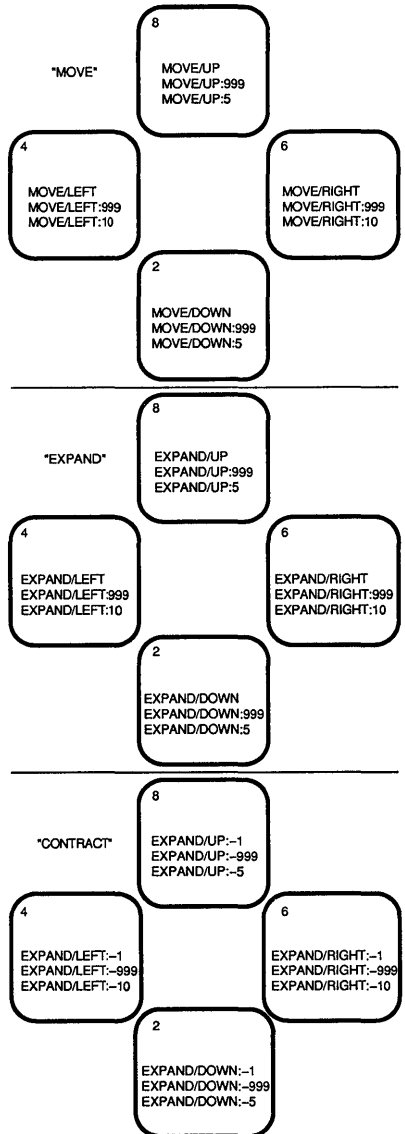 8
"MOVE"
MOVE/UP
MOVE/UP:999
MOVE/UP:5
4
MOVE/LEFT
MOVE/LEFT:999
MOVE/LEFT:10
6
MOVE/RIGHT
MOVE/RIGHT:999
MOVE/RIGHT:10
2
MOVE/DOWN
MOVE/DOWN:999
MOVE/DOWN:5
8
"EXPAND"
EXPAND/UP
EXPAND/UP:999
EXPAND/UP:5
4
EXPAND/LEFT
EXPAND/LEFT:999
EXPAND/LEFT:10
6
EXPAND/RIGHT
EXPAND/RIGHT:999
EXPAND/RIGHT:10
2
EXPAND/DOWN
EXPAND/DOWN:999
EXPAND/DOWN:5
8
"CONTRACT"
EXPAND/UP:–1
EXPAND/UP:–999
EXPAND/UP:–5
4
EXPAND/LEFT:–1
EXPAND/LEFT:–999
EXPAND/LEFT:–10
6
EXPAND/RIGHT:–1
EXPAND/RIGHT:–999
EXPAND/RIGHT:–10
2
EXPAND/DOWN:–1
EXPAND/DOWN:–999
EXPAND/DOWN:–5